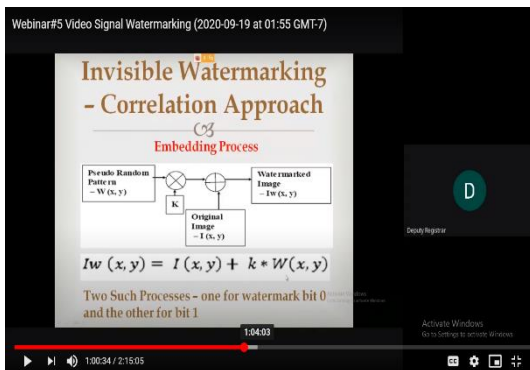 Webinar#5 Video Signal Watermarking (2020-09-19 at 01:55 GMT-7)
Invisible Watermarking
– Correlation Approach
Embedding Process
Pseudo Random
Pattern
– W (x, y)
K
Original
Image
– I (x, y)
Watermarked
Image
– Iw (x, y)
Iw (x, y) = I (x, y) + k * W(x, y)
Two Such Processes – one for watermark bit 0
and the other for bit 1
D
Deputy Registrar
Activate Windows
Go to Settings to activate Windows.
1:04:03
1:00:34 / 2:15:05
CC